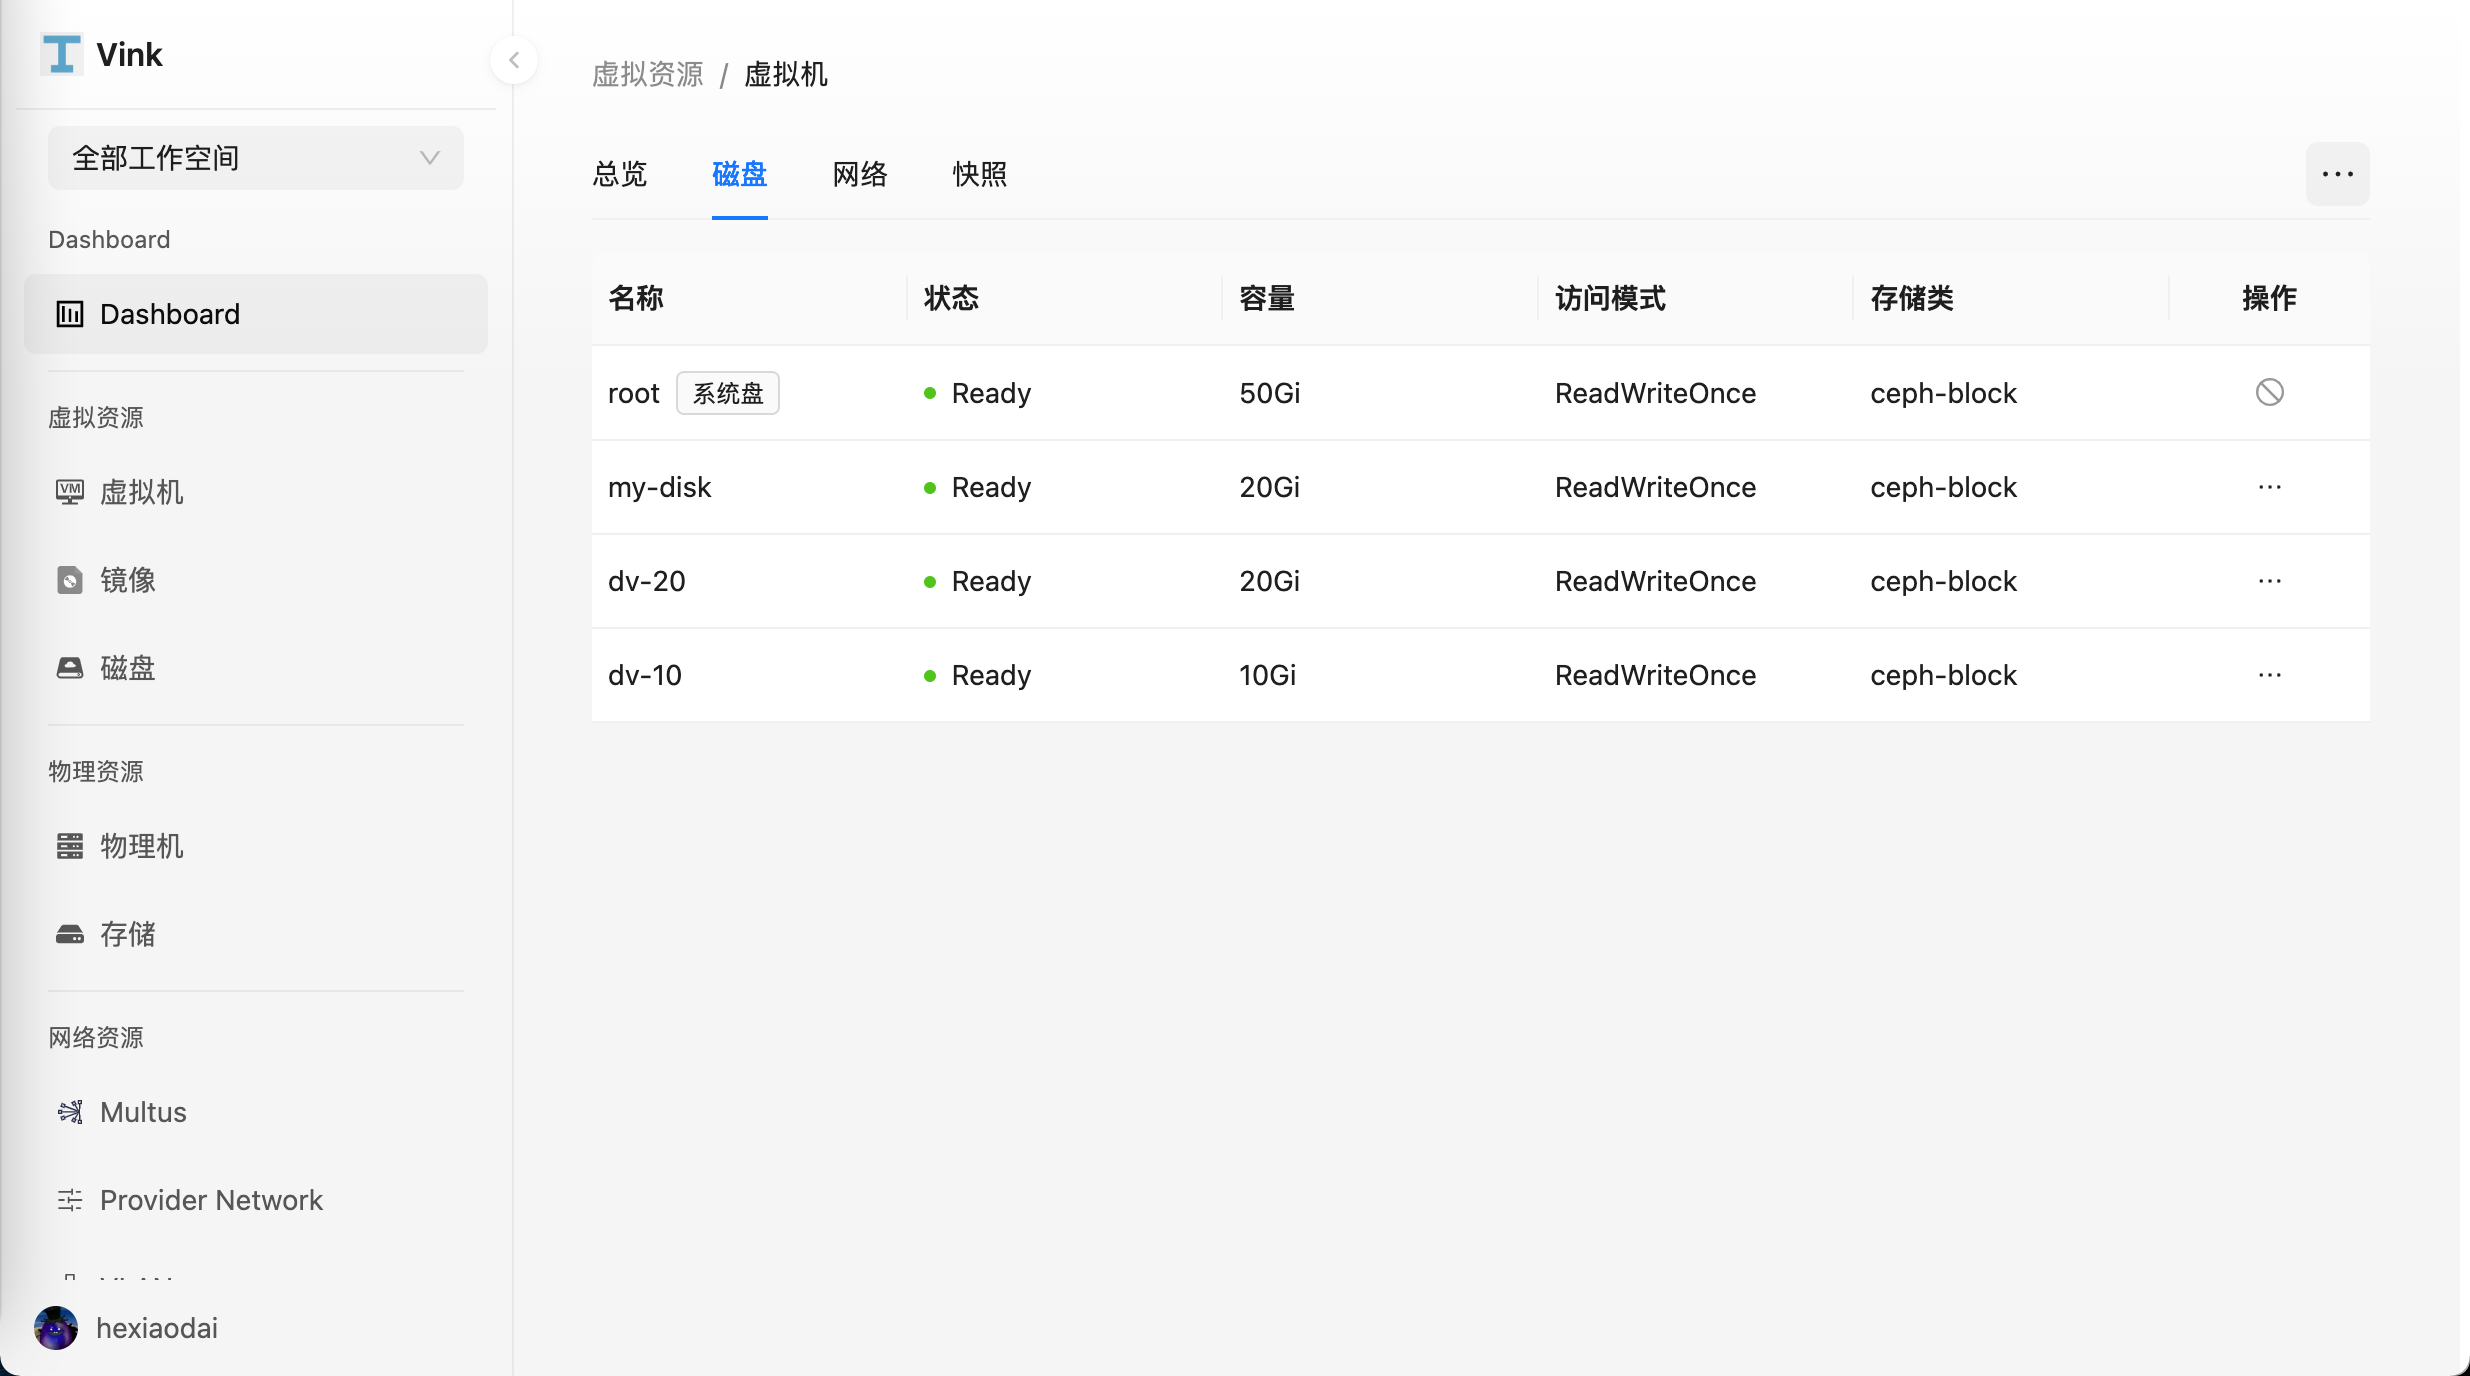 Vink
全部工作空间
Dashboard
Dashboard
虚拟资源
虚拟机
镜像
磁盘
物理资源
物理机
存储
网络资源
Multus
Provider Network
hexiaodai
虚拟资源 / 虚拟机
总览 磁盘 网络 快照
名称 状态 容量 访问模式 存储类 操作
root 系统盘 Ready 50Gi ReadWriteOnce ceph-block
my-disk Ready 20Gi ReadWriteOnce ceph-block
dv-20 Ready 20Gi ReadWriteOnce ceph-block
dv-10 Ready 10Gi ReadWriteOnce ceph-block